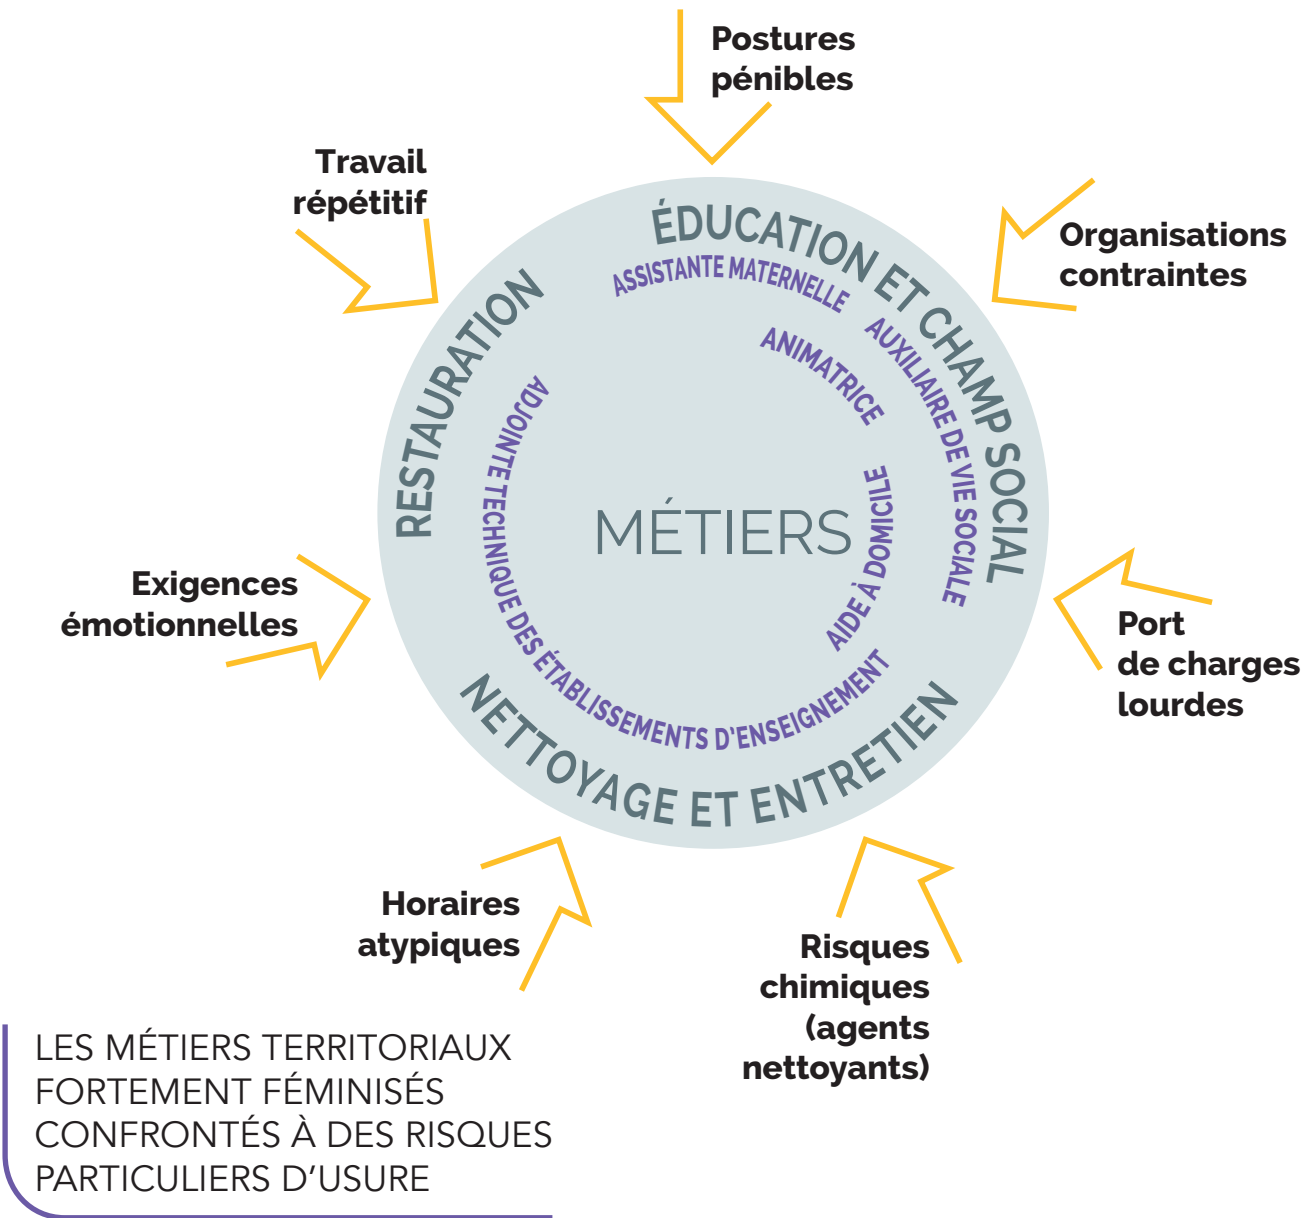 Postures
pénibles
Travail
répétitif
Organisations
contraintes
ÉDUCATION ET CHAMP SOCIAL
ASSISTANTE MATERNELLE
AUXILIAIRE DE VIE SOCIALE
ANIMATRICE
AIDE À DOMICILE
RESTAURATION
ADJOINTE TECHNIQUE DES ÉTABLISSEMENTS D'ENSEIGNEMENT
MÉTIERS
NETTOYAGE ET ENTRETIEN
Exigences
émotionnelles
Port
de charges
lourdes
Horaires
atypiques
Risques
chimiques
(agents
nettoyants)
LES MÉTIERS TERRITORIAUX
FORTEMENT FÉMINISÉS
CONFRONTÉS À DES RISQUES
PARTICULIERS D'USURE